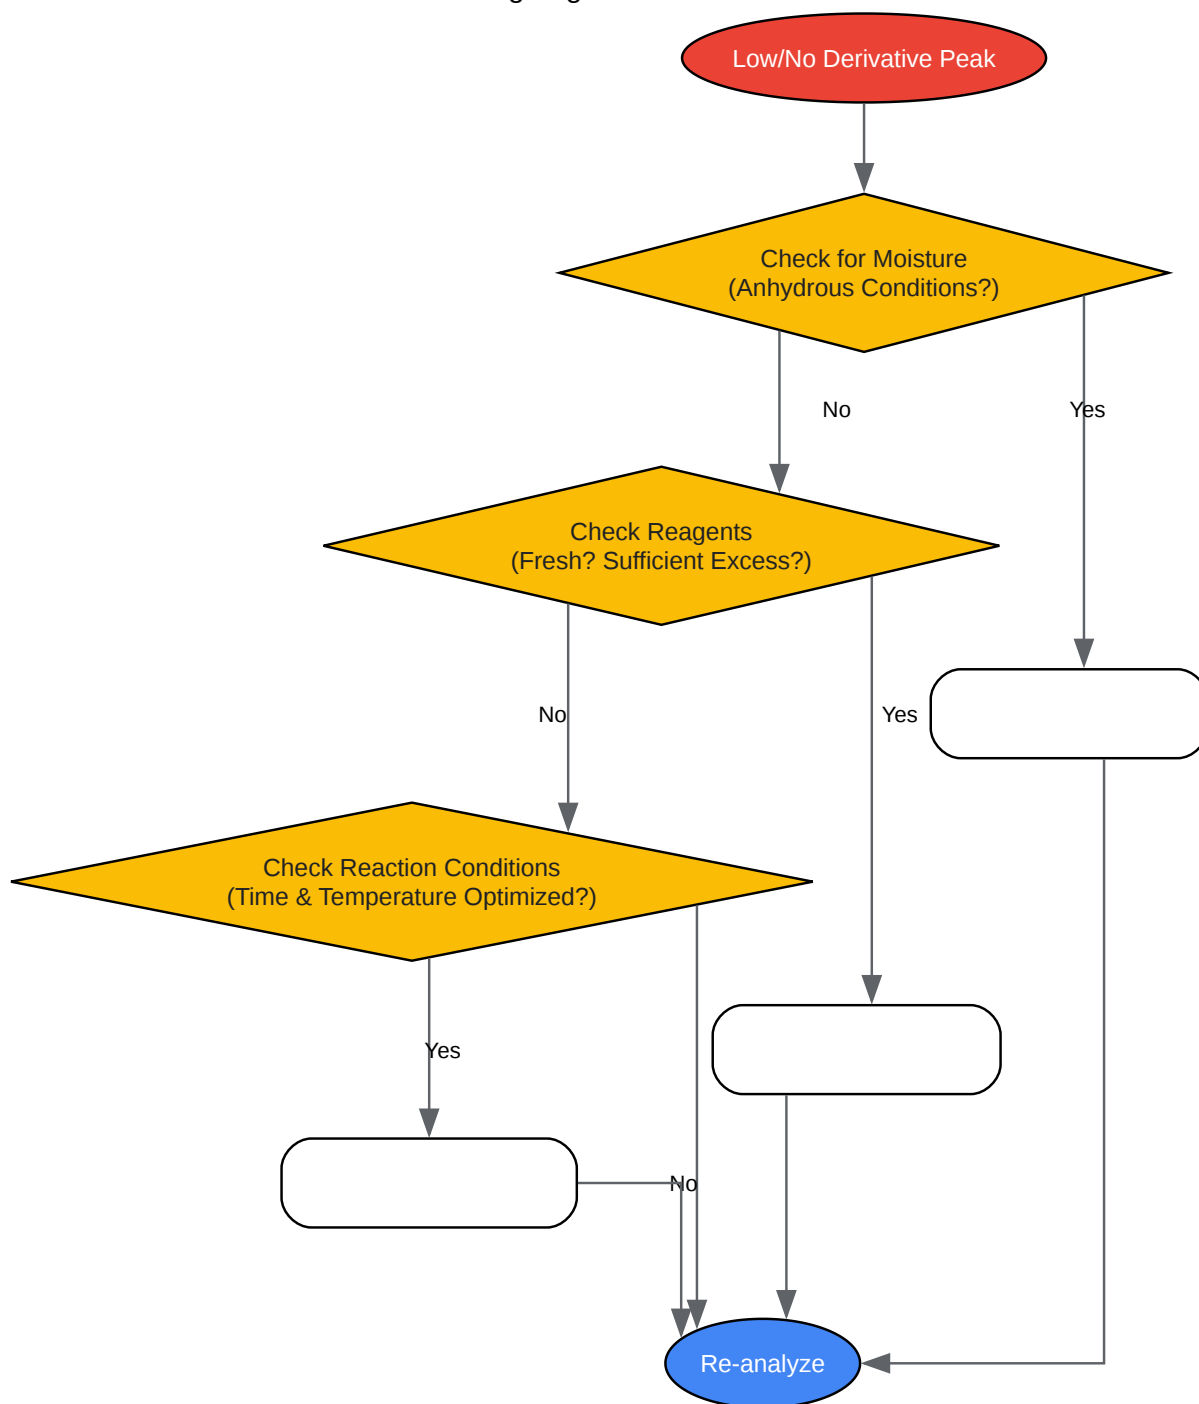 Low/No Derivative Peak
Check for Moisture
(Anhydrous Conditions?)
No
Yes
Check Reagents
(Fresh? Sufficient Excess?)
No
Yes
Check Reaction Conditions
(Time & Temperature Optimized?)
Yes
No
Re-analyze